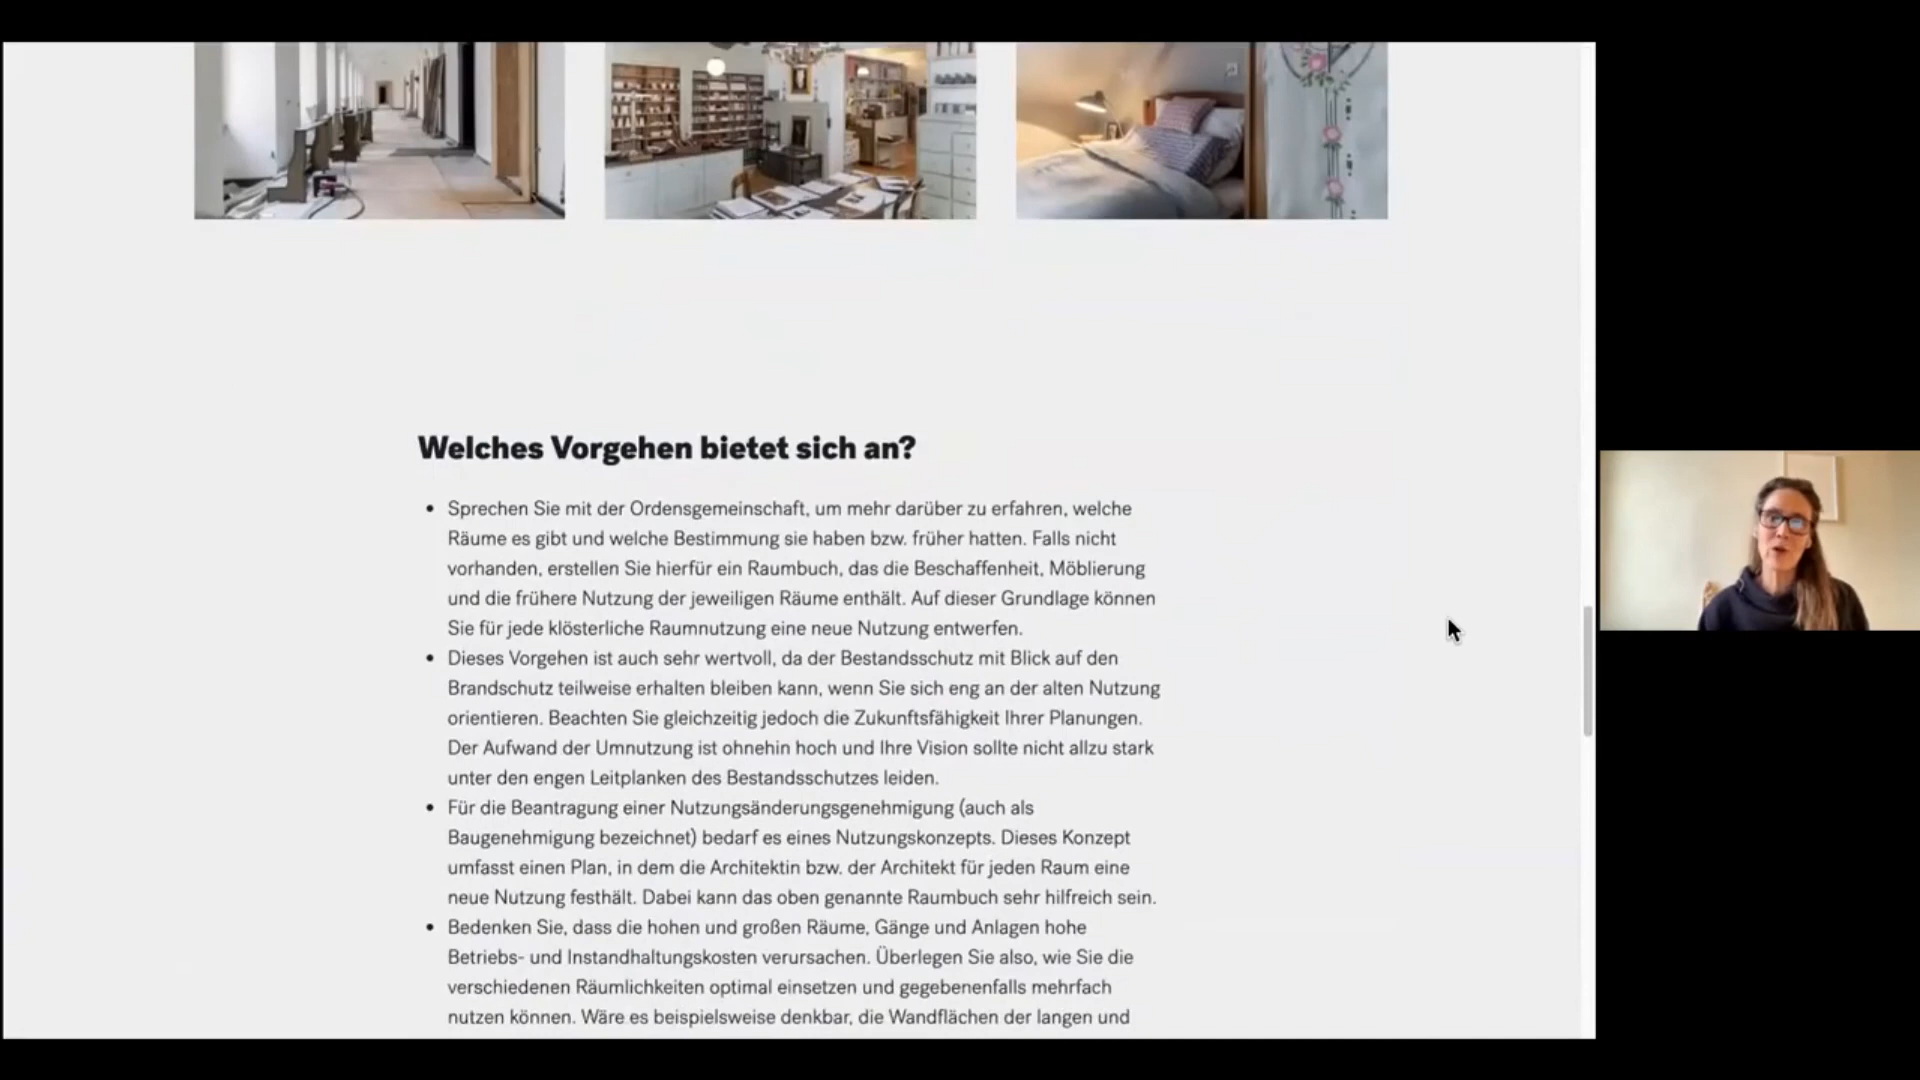 Welches Vorgehen bietet sich an?
• Sprechen Sie mit der Ordensgemeinschaft, um mehr darüber zu erfahren, welche
Räume es gibt und welche Bestimmung sie haben bzw. früher hatten. Falls nicht
vorhanden, erstellen Sie hierfür ein Raumbuch, das die Beschaffenheit, Möblierung
und die frühere Nutzung der jeweiligen Räume enthält. Auf dieser Grundlage können
Sie für jede klösterliche Raumnutzung eine neue Nutzung entwerfen.
• Dieses Vorgehen ist auch sehr wertvoll, da der Bestandsschutz mit Blick auf den
Brandschutz teilweise erhalten bleiben kann, wenn Sie sich eng an der alten Nutzung
orientieren. Beachten Sie gleichzeitig jedoch die Zukunftsfähigkeit Ihrer Planungen.
Der Aufwand der Umnutzung ist ohnehin hoch und Ihre Vision sollte nicht allzu stark
unter den engen Leitplanken des Bestandsschutzes leiden.
• Für die Beantragung einer Nutzungsänderungsgenehmigung (auch als
Baugenehmigung bezeichnet) bedarf es eines Nutzungskonzepts. Dieses Konzept
umfasst einen Plan, in dem die Architektin bzw. der Architekt für jeden Raum eine
neue Nutzung festhält. Dabei kann das oben genannte Raumbuch sehr hilfreich sein.
• Bedenken Sie, dass die hohen und großen Räume, Gänge und Anlagen hohe
Betriebs- und Instandhaltungskosten verursachen. Überlegen Sie also, wie Sie die
verschiedenen Räumlichkeiten optimal einsetzen und gegebenenfalls mehrfach
nutzen können. Wäre es beispielsweise denkbar, die Wandflächen der langen und